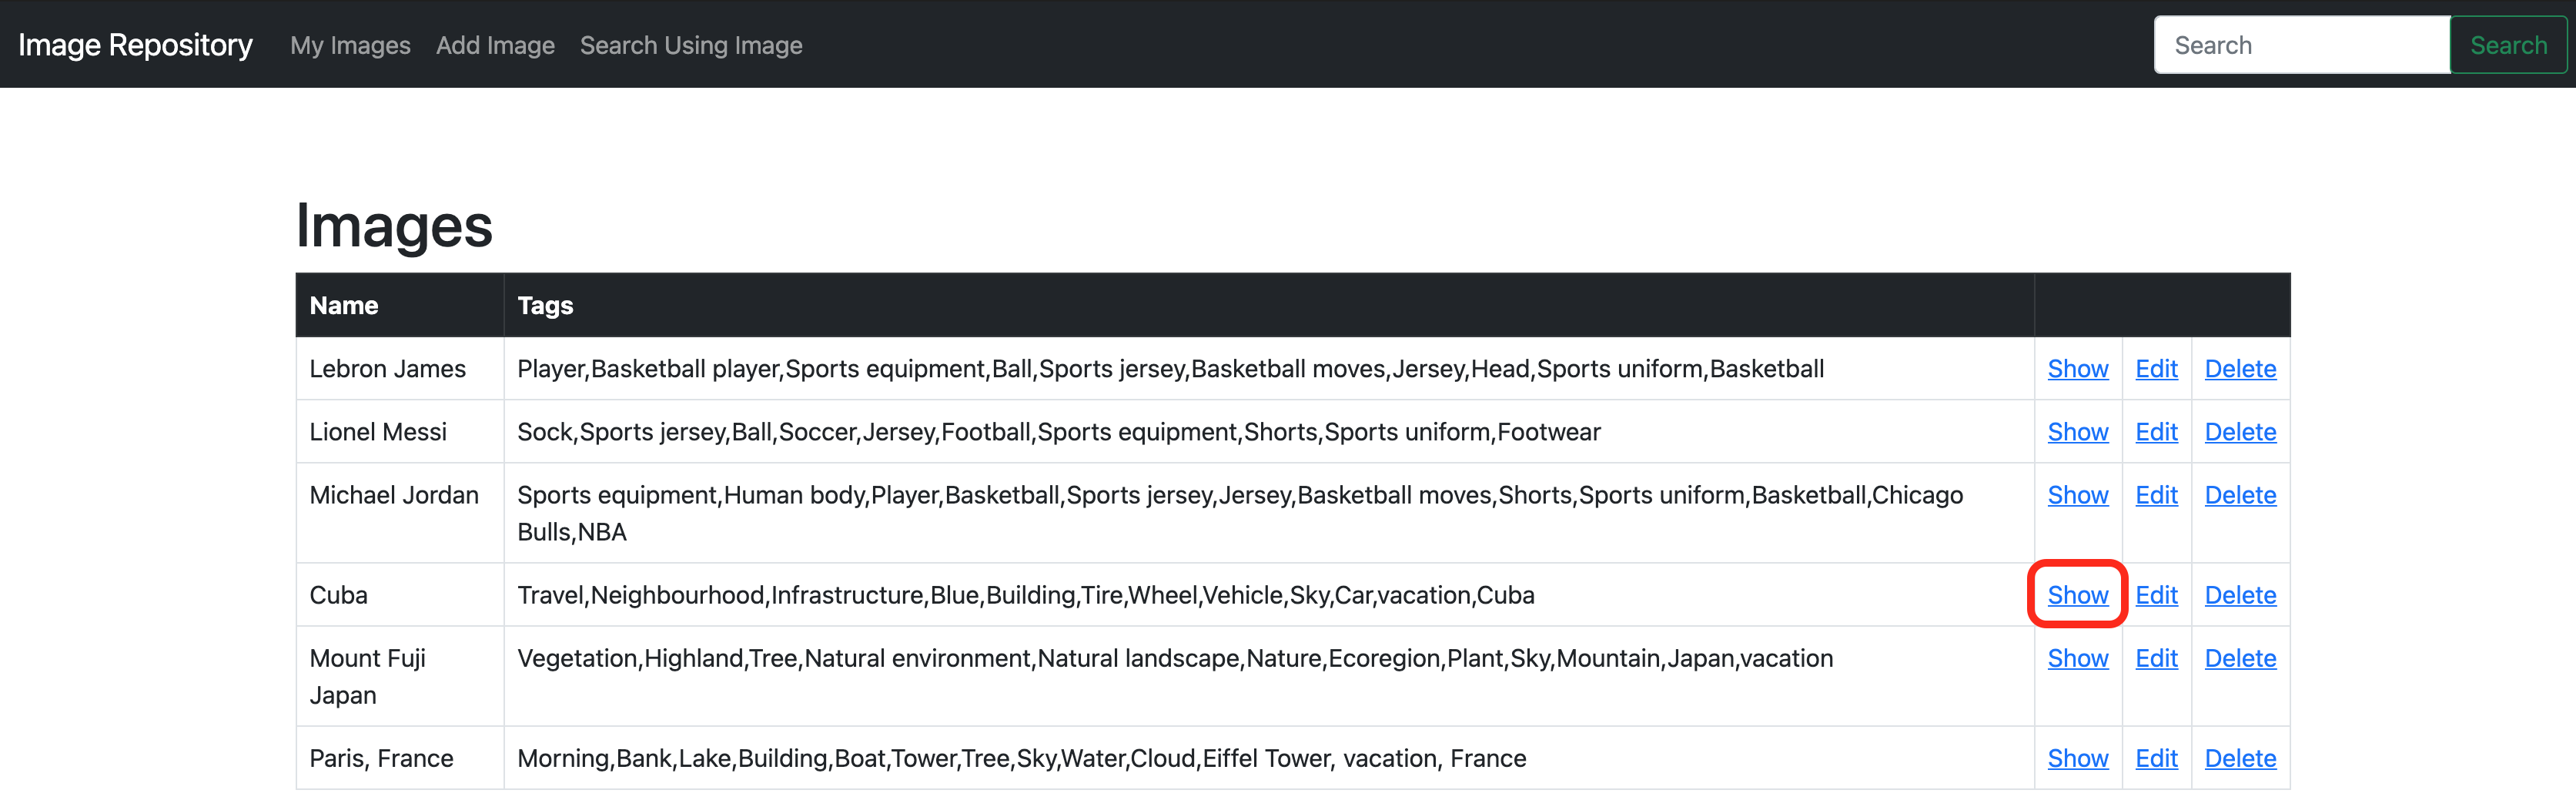 Image Repository My Images Add Image Search Using Image Search Search
Images
Name Tags
Lebron James Player,Basketball player,Sports equipment,Ball,Sports jersey,Basketball moves,Jersey,Head,Sports uniform,Basketball Show Edit Delete
Lionel Messi Sock,Sports jersey,Ball,Soccer,Jersey,Football,Sports equipment,Shorts,Sports uniform,Footwear Show Edit Delete
Michael Jordan Sports equipment,Human body,Player,Basketball,Sports jersey,Jersey,Basketball moves,Shorts,Sports uniform,Basketball,Chicago Show Edit Delete
Bulls,NBA
Cuba Travel,Neighbourhood,Infrastructure,Blue,Building,Tire,Wheel,Vehicle,Sky,Car,vacation,Cuba Show Edit Delete
Mount Fuji Vegetation,Highland,Tree,Natural environment,Natural landscape,Nature,Ecoregion,Plant,Sky,Mountain,Japan,vacation Show Edit Delete
Japan
Paris, France Morning,Bank,Lake,Building,Boat,Tower,Tree,Sky,Water,Cloud,Eiffel Tower, vacation, France Show Edit Delete